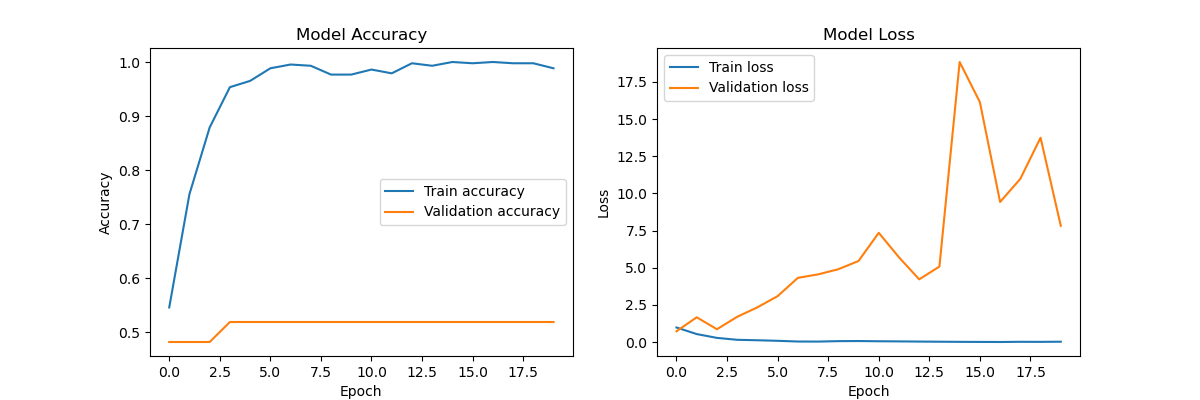 Model Accuracy
1.0
0.9
0.8
0.7
0.6
0.5
Accuracy
Train accuracy
Validation accuracy
0.0 2.5 5.0 7.5 10.0 12.5 15.0 17.5
Epoch
Model Loss
Train loss
Validation loss
17.5
15.0
12.5
10.0
7.5
5.0
2.5
0.0
Loss
0.0 2.5 5.0 7.5 10.0 12.5 15.0 17.5
Epoch